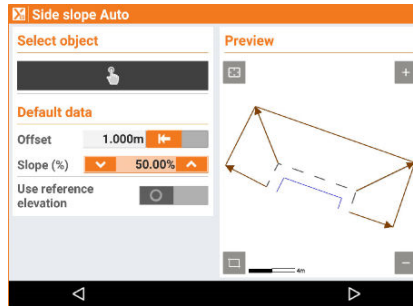 Side slope Auto
Select object
Preview
Default data
Offset 1.000m
Slope (%) 50.00%
Use reference
elevation
4m